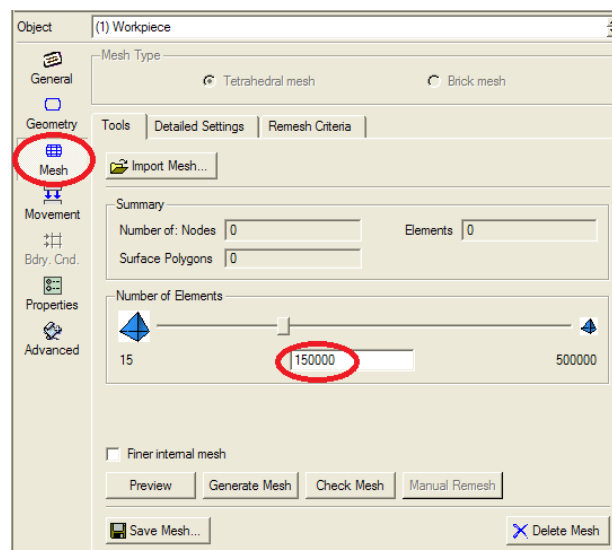 Object
(1) Workpiece
General
Geometry
Mesh
Movement
Bdry. Cnd.
Properties
Advanced
Mesh Type
Tetrahedral mesh
Brick mesh
Tools
Detailed Settings
Remesh Criteria
Import Mesh...
Summary
Number of: Nodes 0
Elements 0
Surface Polygons 0
Number of Elements
15
150000
500000
Finer internal mesh
Preview
Generate Mesh
Check Mesh
Manual Remesh
Save Mesh...
Delete Mesh